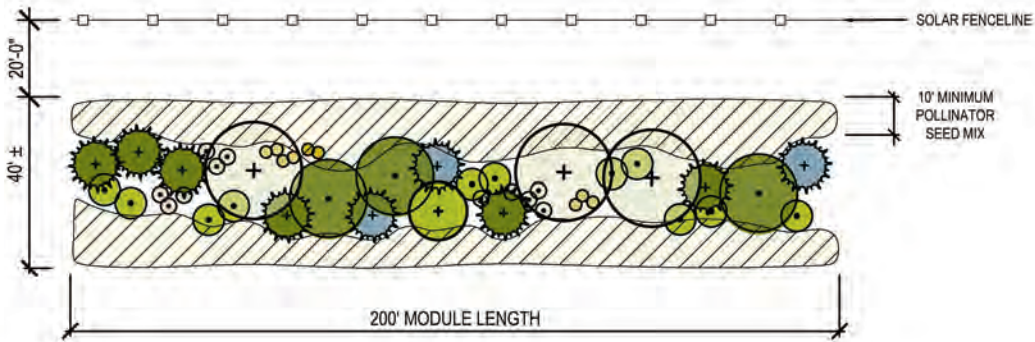 SOLAR FENCELINE
20'-0"
10' MINIMUM
POLLINATOR
SEED MIX
40' ±
200' MODULE LENGTH